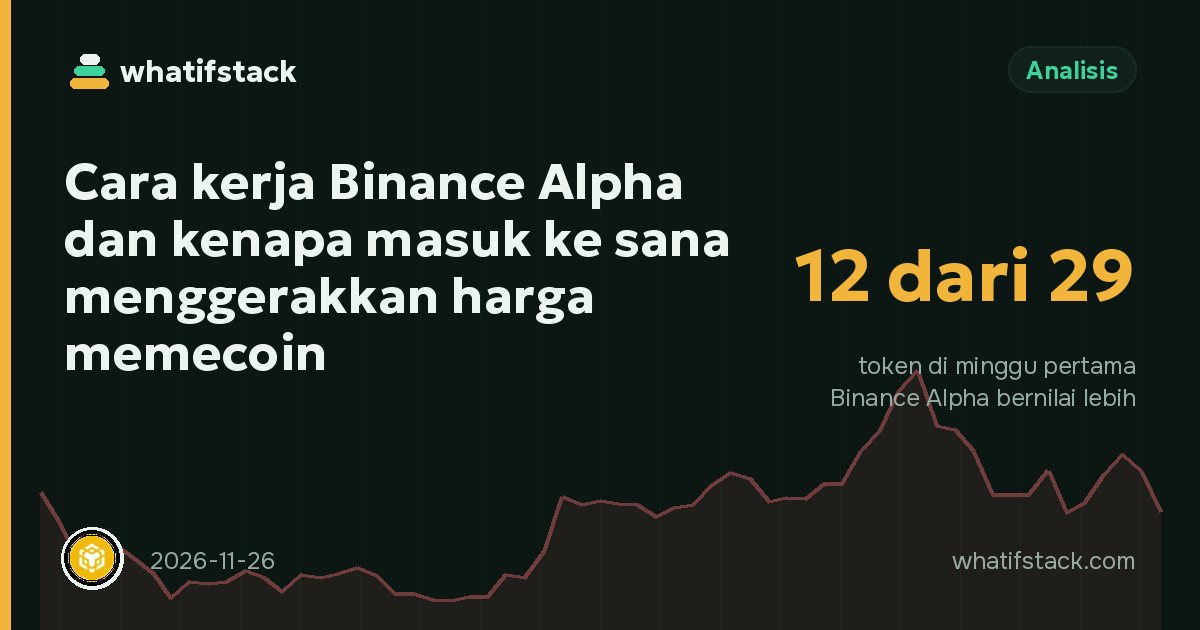 whatifstack
Analisis
Cara kerja Binance Alpha
dan kenapa masuk ke sana
menggerakkan harga
memecoin
12 dari 29
token di minggu pertama
Binance Alpha bernilai lebih
2026-11-26
whatifstack.com